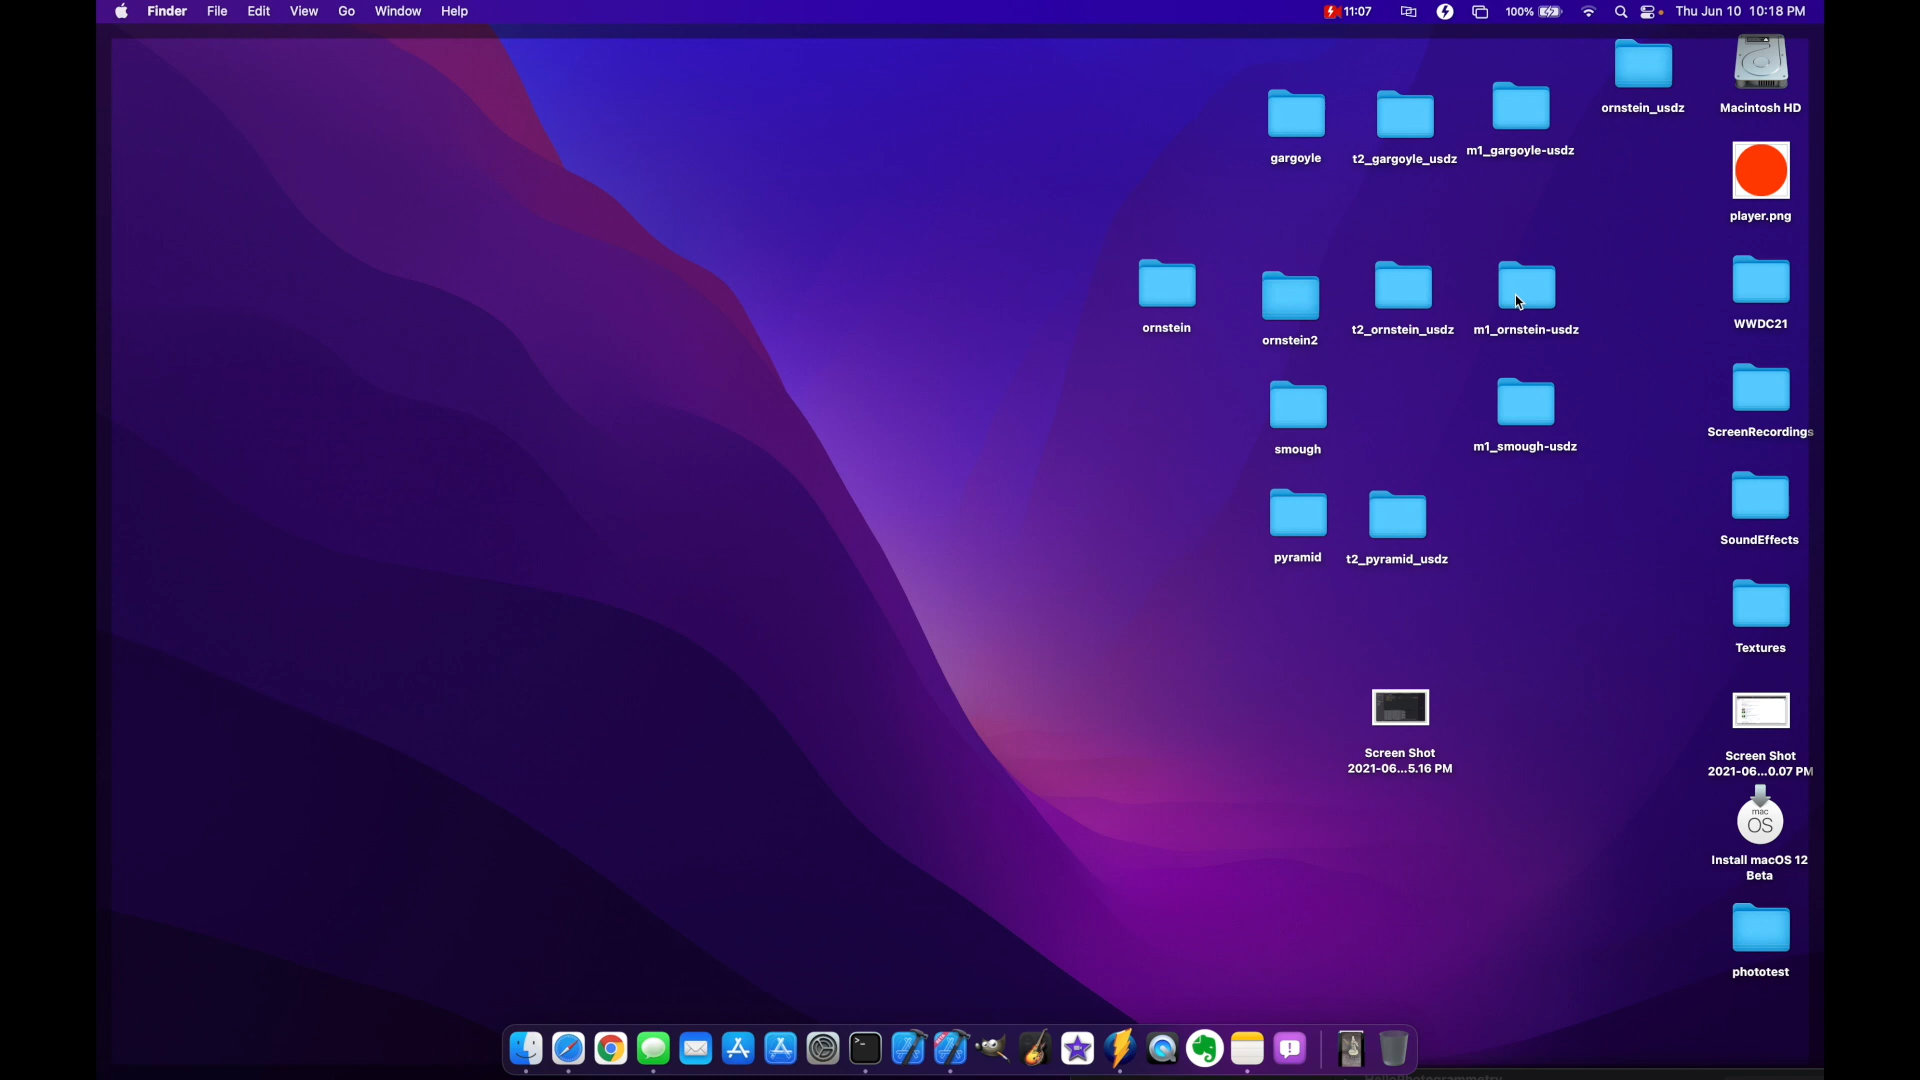 Finder File Edit View Go Window Help 11:07 100% Thu Jun 10 10:18 PM
ornstein_usdz
Macintosh HD
gargoyle
t2_gargoyle_usdz
m1_gargoyle-usdz
player.png
ornstein
ornstein2
t2_ornstein_usdz
m1_ornstein-usdz
WWDC21
smough
m1_smough-usdz
ScreenRecordings
pyramid
t2_pyramid_usdz
SoundEffects
Textures
Screen Shot
2021-06...5.16 PM
Screen Shot
2021-06...0.07 PM
mac
OS
Install macOS 12
Beta
phototest